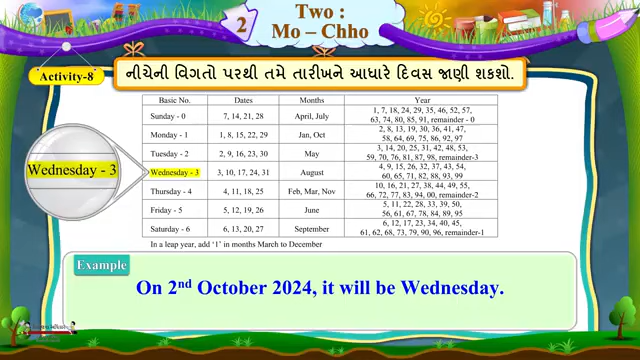 2
Two :
Mo – Chho
Activity-8
નીચેની વિગતો પરથી તમે તારીખને આધારે દિવસ જાણી શકશો.
Basic No. Dates Months Year
Sunday - 0 7, 14, 21, 28 April, July 1, 7, 18, 24, 29, 35, 46, 52, 57,
63, 74, 80, 85, 91, remainder - 0
Monday - 1 1, 8, 15, 22, 29 Jan, Oct 2, 8, 13, 19, 30, 36, 41, 47,
58, 64, 69, 75, 86, 92, 97
Tuesday - 2 2, 9, 16, 23, 30 May 3, 14, 20, 25, 31, 42, 48, 53,
59, 70, 76, 81, 87, 98, remainder-3
Wednesday - 3 3, 10, 17, 24, 31 August 4, 9, 15, 26, 32, 37, 43, 54,
60, 65, 71, 82, 88, 93, 99
Thursday - 4 4, 11, 18, 25 Feb, Mar, Nov 10, 16, 21, 27, 38, 44, 49, 55,
66, 72, 77, 83, 94, 00, remainder-2
Friday - 5 5, 12, 19, 26 June 5, 11, 22, 28, 33, 39, 50,
56, 61, 67, 78, 84, 89, 95
Saturday - 6 6, 13, 20, 27 September 6, 12, 17, 23, 34, 40, 45,
61, 62, 68, 73, 79, 90, 96, remainder-1
Wednesday - 3
In a leap year, add ‘1’ in months March to December
Example
On 2nd October 2024, it will be Wednesday.